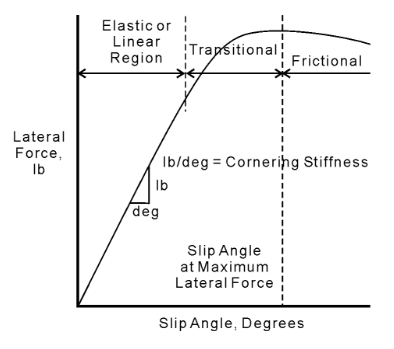 Elastic or
Linear
Region
Transitional
Frictional
Lateral
Force,
lb
lb/deg = Cornering Stiffness
lb
deg
Slip Angle
at Maximum
Lateral Force
Slip Angle, Degrees